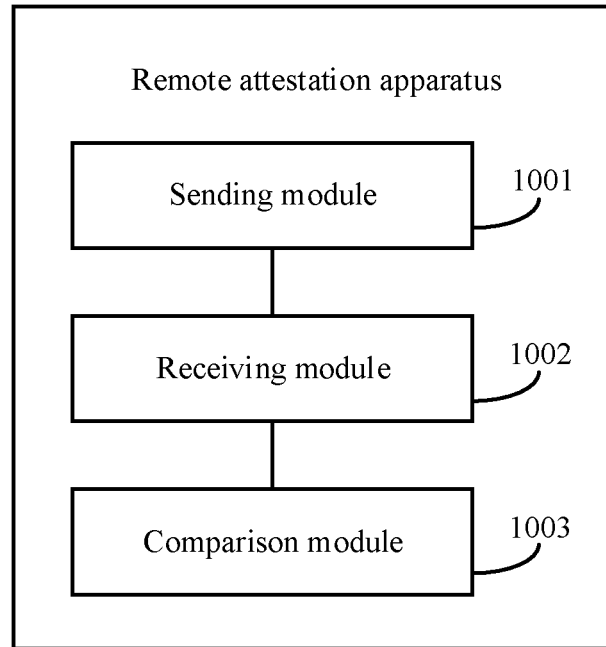 Remote attestation apparatus
Sending module
1001
Receiving module
1002
Comparison module
1003